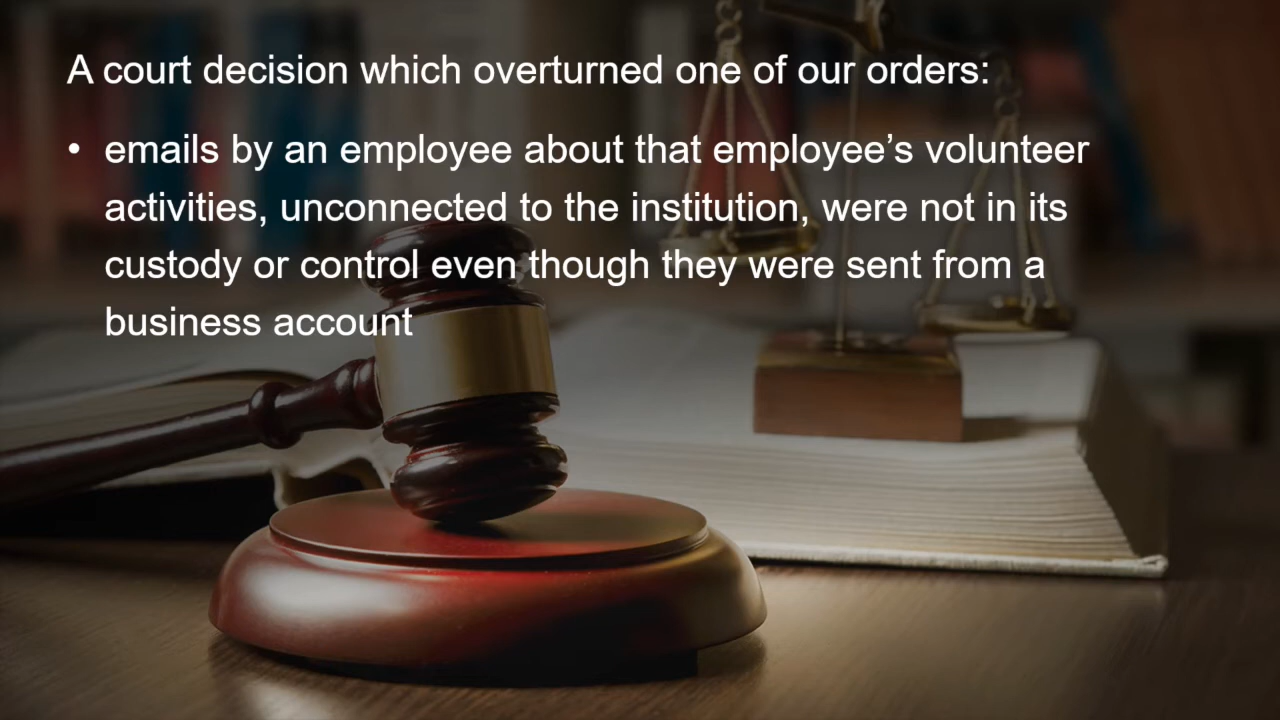 A court decision which overturned one of our orders:
• emails by an employee about that employee’s volunteer
activities, unconnected to the institution, were not in its
custody or control even though they were sent from a
business account